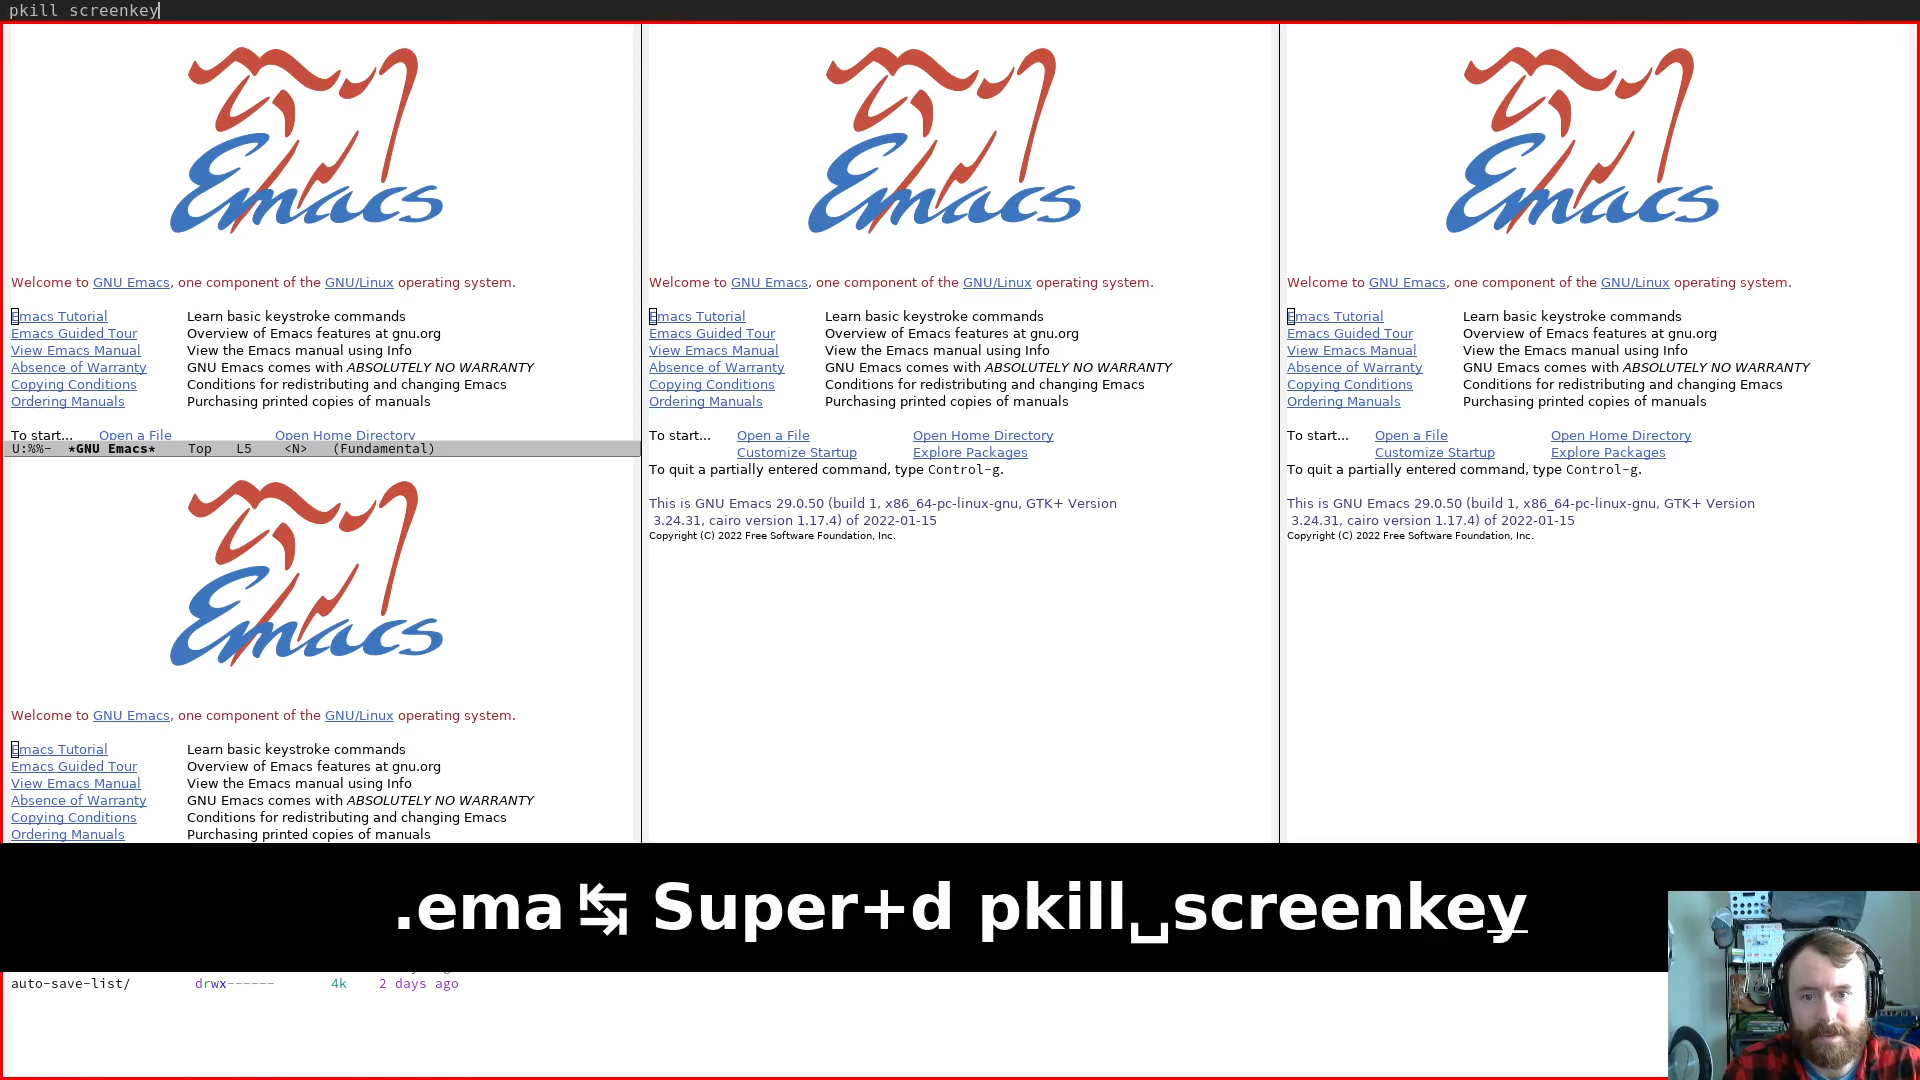 pkill screenkey
Emacs
Welcome to GNU Emacs, one component of the GNU/Linux operating system.
Emacs Tutorial Learn basic keystroke commands
Emacs Guided Tour Overview of Emacs features at gnu.org
View Emacs Manual View the Emacs manual using Info
Absence of Warranty GNU Emacs comes with ABSOLUTELY NO WARRANTY
Copying Conditions Conditions for redistributing and changing Emacs
Ordering Manuals Purchasing printed copies of manuals
To start... Open a File Open Home Directory
U:%%- *GNU Emacs* Top L5 <N> (Fundamental)
Emacs
Welcome to GNU Emacs, one component of the GNU/Linux operating system.
Emacs Tutorial Learn basic keystroke commands
Emacs Guided Tour Overview of Emacs features at gnu.org
View Emacs Manual View the Emacs manual using Info
Absence of Warranty GNU Emacs comes with ABSOLUTELY NO WARRANTY
Copying Conditions Conditions for redistributing and changing Emacs
Ordering Manuals Purchasing printed copies of manuals
Emacs
Welcome to GNU Emacs, one component of the GNU/Linux operating system.
Emacs Tutorial Learn basic keystroke commands
Emacs Guided Tour Overview of Emacs features at gnu.org
View Emacs Manual View the Emacs manual using Info
Absence of Warranty GNU Emacs comes with ABSOLUTELY NO WARRANTY
Copying Conditions Conditions for redistributing and changing Emacs
Ordering Manuals Purchasing printed copies of manuals
To start... Open a File Open Home Directory
Customize Startup Explore Packages
To quit a partially entered command, type Control-g.
This is GNU Emacs 29.0.50 (build 1, x86_64-pc-linux-gnu, GTK+ Version
3.24.31, cairo version 1.17.4) of 2022-01-15
Copyright (C) 2022 Free Software Foundation, Inc.
Emacs
Welcome to GNU Emacs, one component of the GNU/Linux operating system.
Emacs Tutorial Learn basic keystroke commands
Emacs Guided Tour Overview of Emacs features at gnu.org
View Emacs Manual View the Emacs manual using Info
Absence of Warranty GNU Emacs comes with ABSOLUTELY NO WARRANTY
Copying Conditions Conditions for redistributing and changing Emacs
Ordering Manuals Purchasing printed copies of manuals
To start... Open a File Open Home Directory
Customize Startup Explore Packages
To quit a partially entered command, type Control-g.
This is GNU Emacs 29.0.50 (build 1, x86_64-pc-linux-gnu, GTK+ Version
3.24.31, cairo version 1.17.4) of 2022-01-15
Copyright (C) 2022 Free Software Foundation, Inc.
.ema↹ Super+d pkill␣screenkey
auto-save-list/ drwx------ 4k 2 days ago